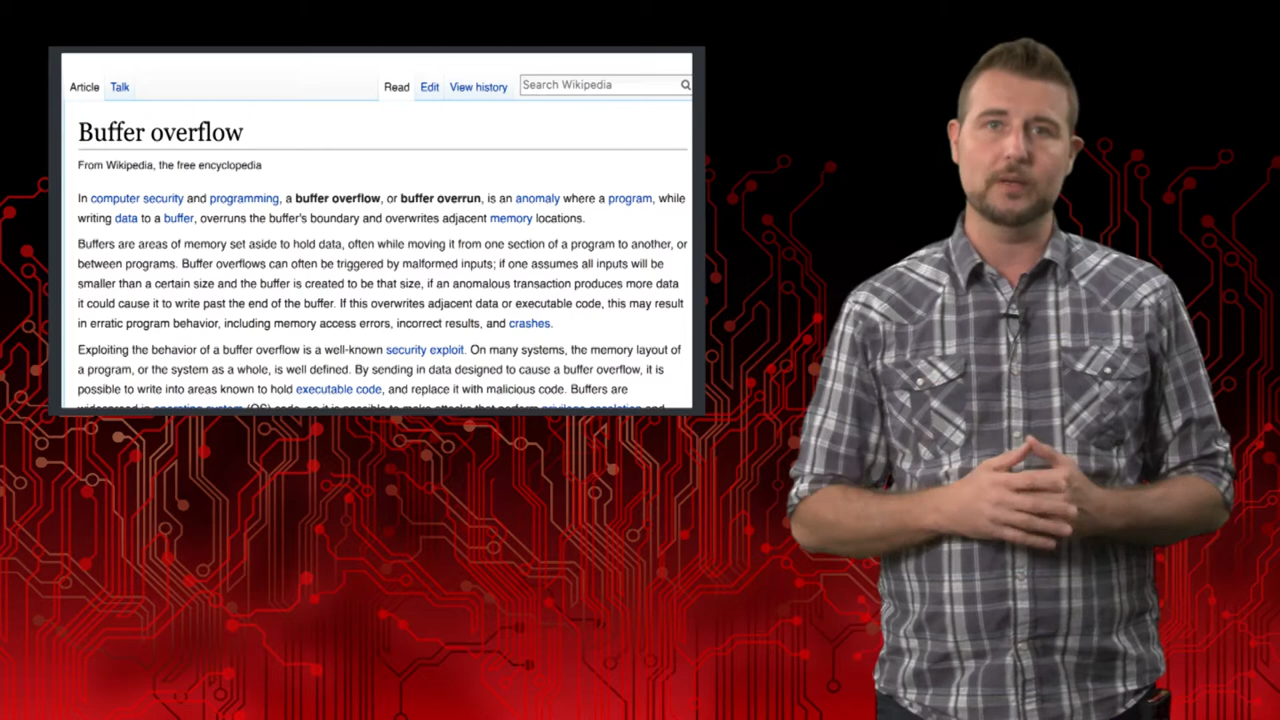 Article Talk Read Edit View history Search Wikipedia
Buffer overflow
From Wikipedia, the free encyclopedia
In computer security and programming, a buffer overflow, or buffer overrun, is an anomaly where a program, while
writing data to a buffer, overruns the buffer's boundary and overwrites adjacent memory locations.
Buffers are areas of memory set aside to hold data, often while moving it from one section of a program to another, or
between programs. Buffer overflows can often be triggered by malformed inputs; if one assumes all inputs will be
smaller than a certain size and the buffer is created to be that size, if an anomalous transaction produces more data
it could cause it to write past the end of the buffer. If this overwrites adjacent data or executable code, this may result
in erratic program behavior, including memory access errors, incorrect results, and crashes.
Exploiting the behavior of a buffer overflow is a well-known security exploit. On many systems, the memory layout of
a program, or the system as a whole, is well defined. By sending in data designed to cause a buffer overflow, it is
possible to write into areas known to hold executable code, and replace it with malicious code. Buffers are